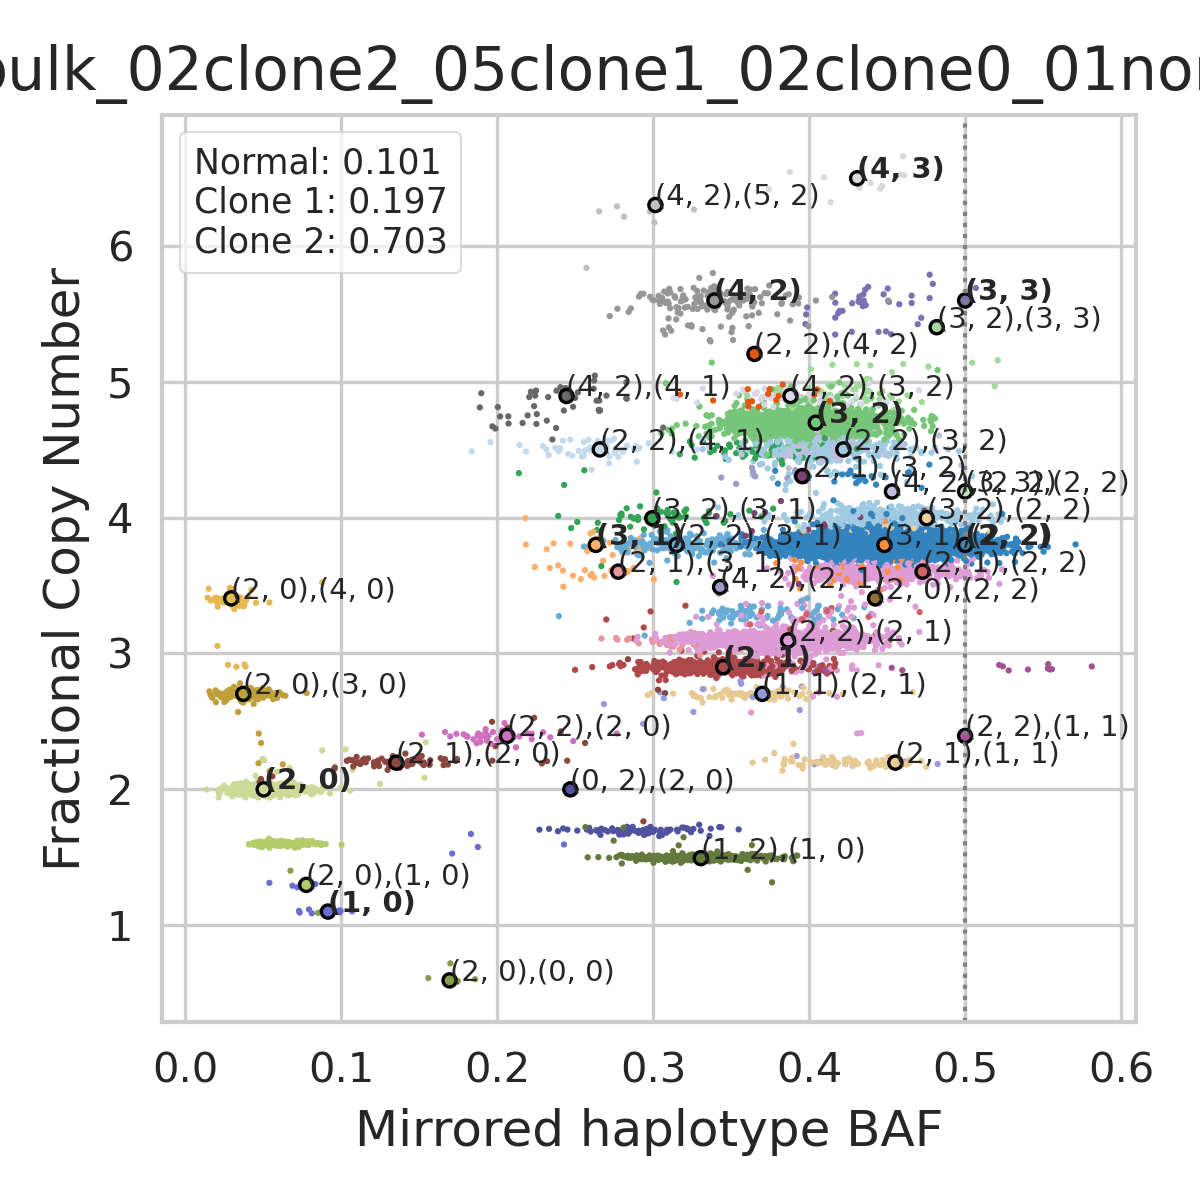 bulk_02clone2_05clone1_02clone0_01nor
Normal: 0.101
Clone 1: 0.197
Clone 2: 0.703
(4, 3)
(4, 2),(5, 2)
(4, 2)
(3, 3)
(3, 2),(3, 3)
(2, 2),(4, 2)
(4, 2),(4, 1)
(4, 2),(3, 2)
(3, 2)
(2, 2),(4, 1)
(2, 2),(3, 2)
(2, 1),(3, 2)
(2, 2)
(3, 2),(3, 1)
(3, 2),(2, 2)
(3, 1)
(2, 2),(3, 1)
(3, 1)
(2, 2)
(2, 1),(3, 1)
(2, 1),(2, 2)
(4, 2),(2, 1)
(2, 0),(2, 2)
(2, 0),(4, 0)
(2, 2),(2, 1)
(2, 1)
(2, 0),(3, 0)
(1, 1),(2, 1)
(2, 2),(2, 0)
(2, 2),(1, 1)
(2, 1),(2, 0)
(2, 1),(1, 1)
(2, 0)
(0, 2),(2, 0)
(1, 2),(1, 0)
(2, 0),(1, 0)
(1, 0)
(2, 0),(0, 0)
6
5
4
3
2
1
Fractional Copy Number
0.0 0.1 0.2 0.3 0.4 0.5 0.6
Mirrored haplotype BAF